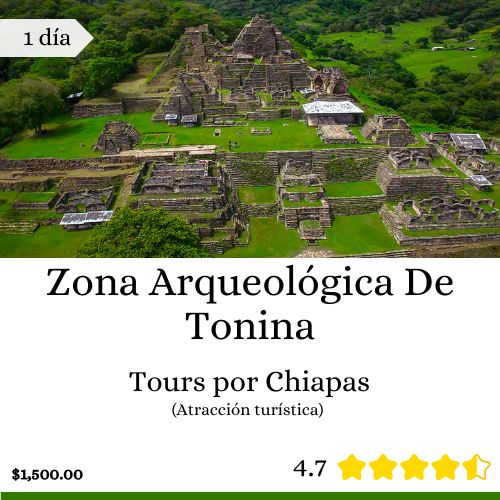 1 día
Zona Arqueológica De
Tonina
Tours por Chiapas
(Atracción turística)
4.7
$1,500.00